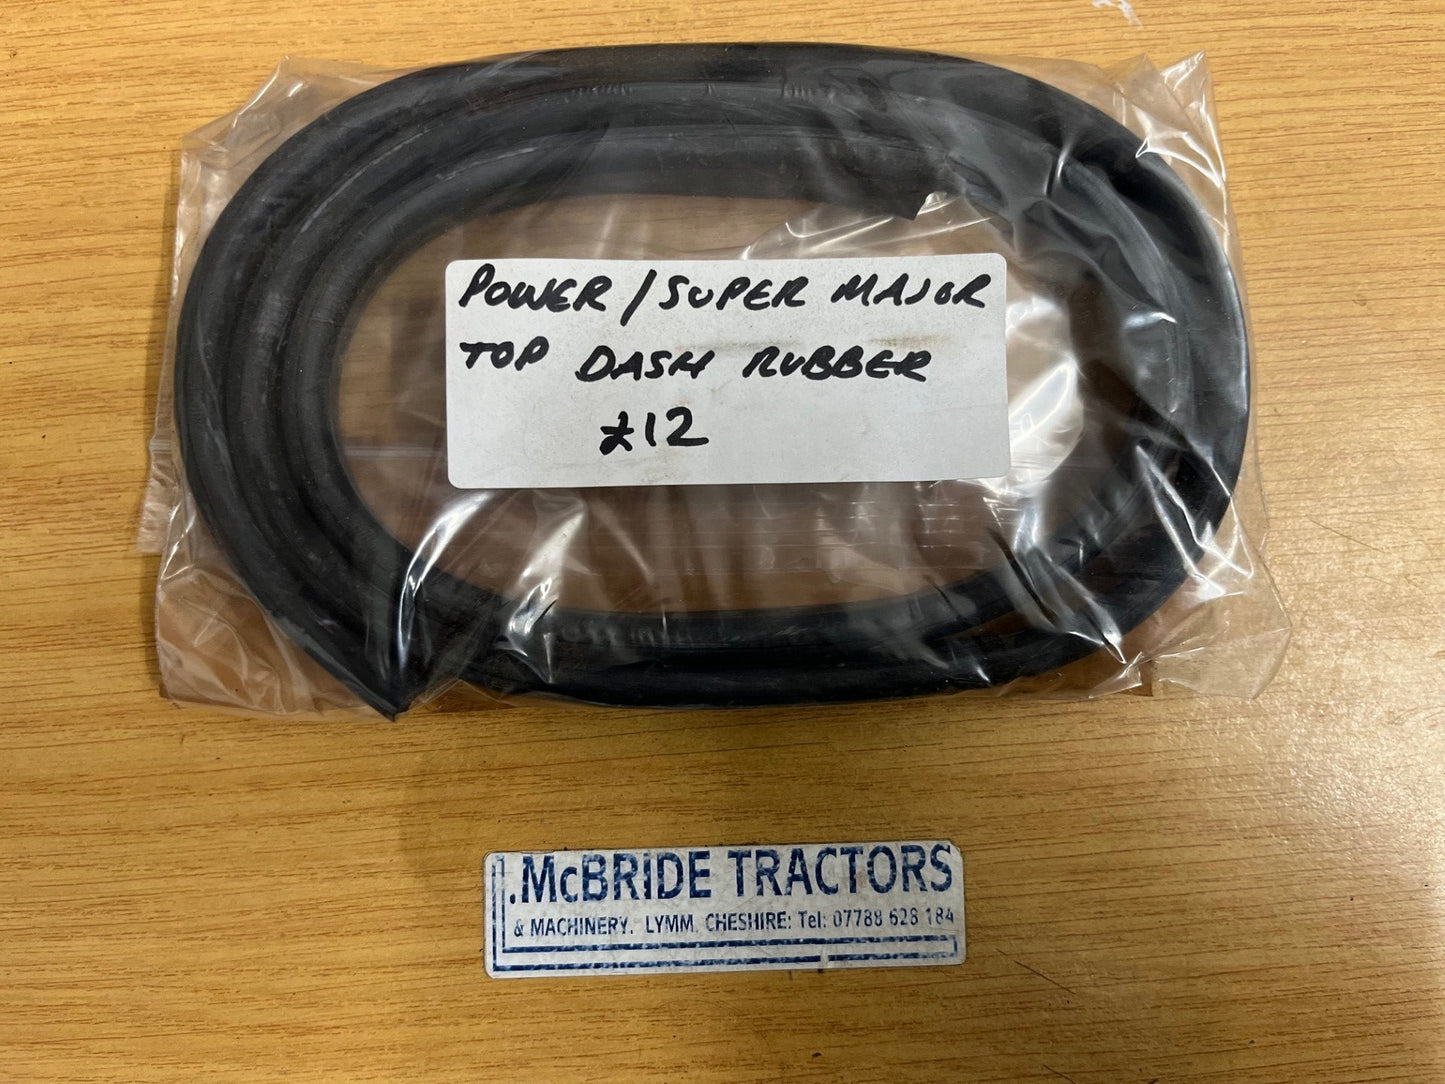 POWER / SUPER MAJOR
TOP DASH RUBBER
£12
J.McBRIDE TRACTORS
& MACHINERY. LYMM, CHESHIRE: Tel: 07788 628 184